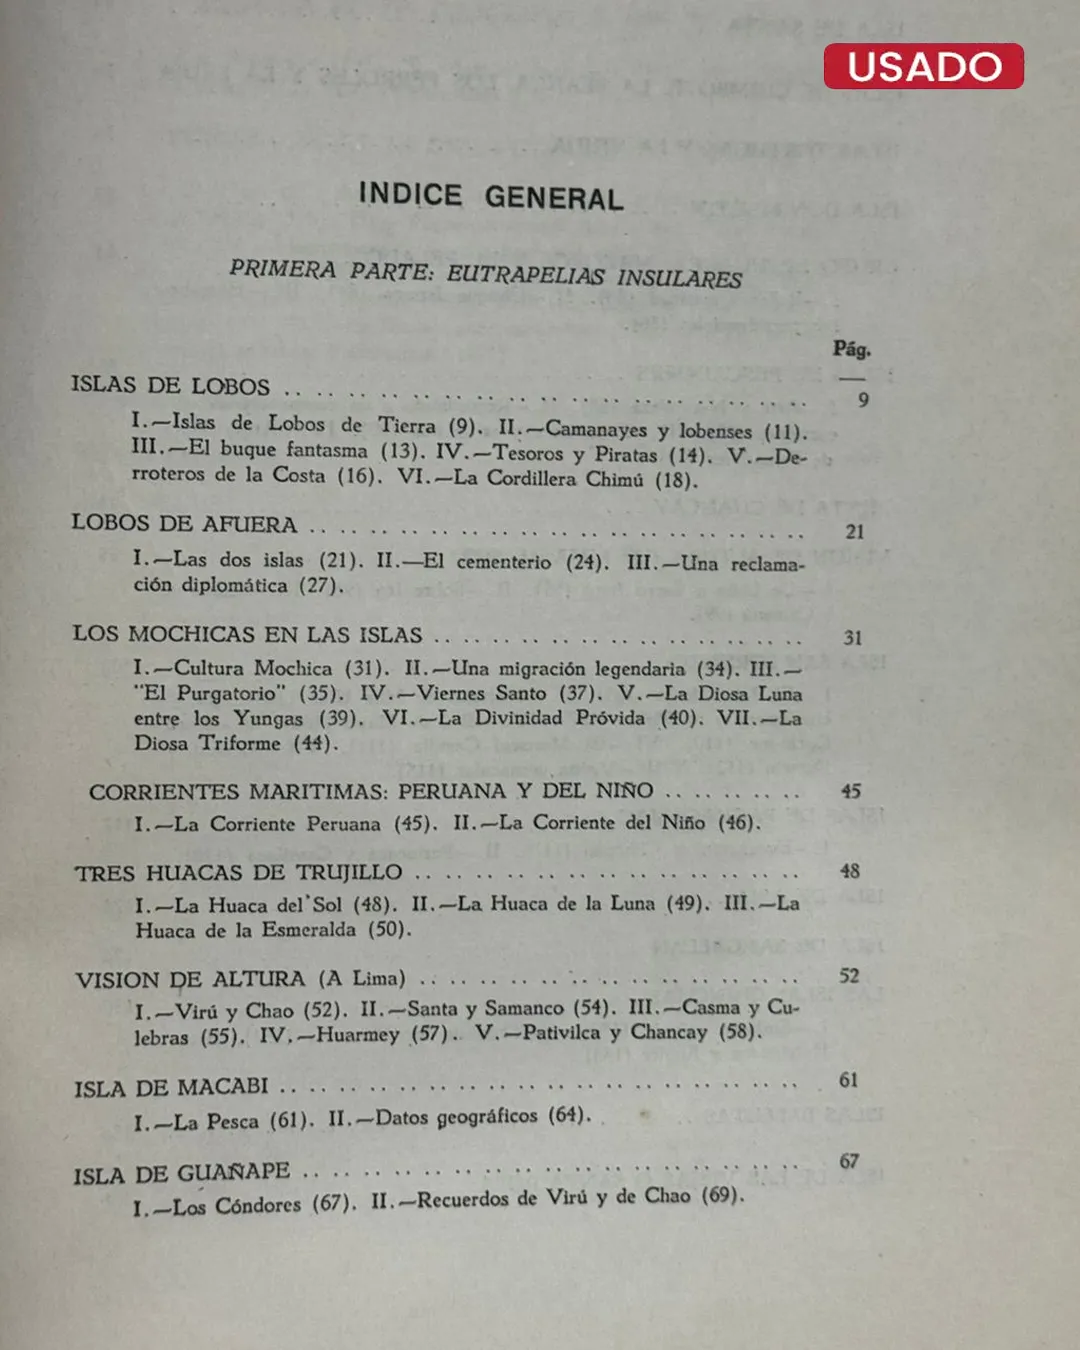 USADO
INDICE GENERAL
PRIMERA PARTE: EUTRAPELIAS INSULARES
Pág.
ISLAS DE LOBOS . . . . . . . . . . . . . . . . . . . . . . . . . . . . 9
I.—Islas de Lobos de Tierra (9). II.—Camanayes y lobenses (11).
III.—El buque fantasma (13). IV.—Tesoros y Piratas (14). V.—De-
rroteros de la Costa (16). VI.—La Cordillera Chimú (18).
LOBOS DE AFUERA . . . . . . . . . . . . . . . . . . . . . . . . . . 21
I.—Las dos islas (21). II.—El cementerio (24). III.—Una reclama-
ción diplomática (27).
LOS MOCHICAS EN LAS ISLAS . . . . . . . . . . . . . . . . . . . . 31
I.—Cultura Mochica (31). II.—Una migración legendaria (34). III.—
"El Purgatorio" (35). IV.—Viernes Santo (37). V.—La Diosa Luna
entre los Yungas (39). VI.—La Divinidad Próvida (40). VII.—La
Diosa Triforme (44).
CORRIENTES MARITIMAS: PERUANA Y DEL NIÑO . . . . . . . . 45
I.—La Corriente Peruana (45). II.—La Corriente del Niño (46).
TRES HUACAS DE TRUJILLO . . . . . . . . . . . . . . . . . . . . . 48
I.—La Huaca del Sol (48). II.—La Huaca de la Luna (49). III.—La
Huaca de la Esmeralda (50).
VISION DE ALTURA (A Lima) . . . . . . . . . . . . . . . . . . . . . 52
I.—Virú y Chao (52). II.—Santa y Samanco (54). III.—Casma y Cu-
lebras (55). IV.—Huarmey (57). V.—Pativilca y Chancay (58).
ISLA DE MACABI . . . . . . . . . . . . . . . . . . . . . . . . . . . . 61
I.—La Pesca (61). II.—Datos geográficos (64).
ISLA DE GUAÑAPE . . . . . . . . . . . . . . . . . . . . . . . . . . . 67
I.—Los Cóndores (67). II.—Recuerdos de Virú y de Chao (69).